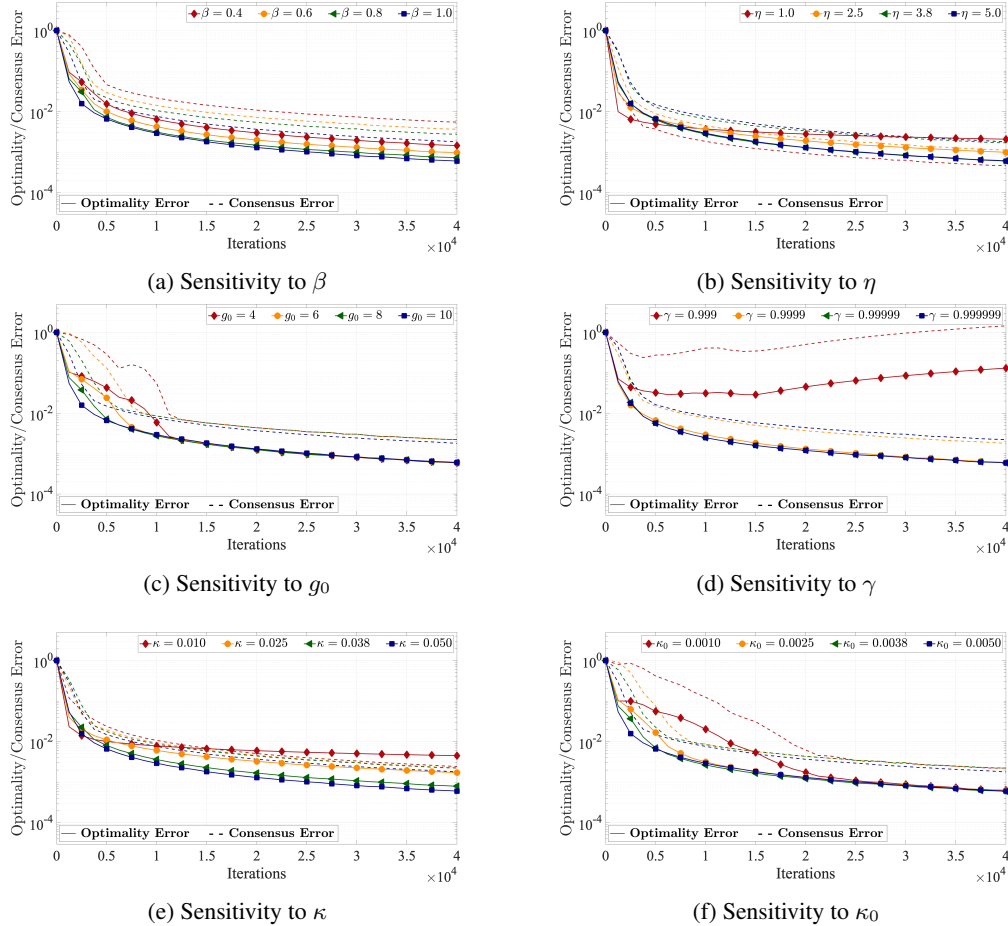 β = 0.4 β = 0.6 β = 0.8 β = 1.0
Optimality/Consensus Error
10^0
10^-2
10^-4
Optimality Error Consensus Error
0 0.5 1 1.5 2 2.5 3 3.5 4
×10^4
Iterations
(a) Sensitivity to β
η = 1.0 η = 2.5 η = 3.8 η = 5.0
Optimality/Consensus Error
10^0
10^-2
10^-4
Optimality Error Consensus Error
0 0.5 1 1.5 2 2.5 3 3.5 4
×10^4
Iterations
(b) Sensitivity to η
g_0 = 4 g_0 = 6 g_0 = 8 g_0 = 10
Optimality/Consensus Error
10^0
10^-2
10^-4
Optimality Error Consensus Error
0 0.5 1 1.5 2 2.5 3 3.5 4
×10^4
Iterations
(c) Sensitivity to g_0
γ = 0.999 γ = 0.9999 γ = 0.99999 γ = 0.999999
Optimality/Consensus Error
10^0
10^-2
10^-4
Optimality Error Consensus Error
0 0.5 1 1.5 2 2.5 3 3.5 4
×10^4
Iterations
(d) Sensitivity to γ
κ = 0.010 κ = 0.025 κ = 0.038 κ = 0.050
Optimality/Consensus Error
10^0
10^-2
10^-4
Optimality Error Consensus Error
0 0.5 1 1.5 2 2.5 3 3.5 4
×10^4
Iterations
(e) Sensitivity to κ
κ_0 = 0.0010 κ_0 = 0.0025 κ_0 = 0.0038 κ_0 = 0.0050
Optimality/Consensus Error
10^0
10^-2
10^-4
Optimality Error Consensus Error
0 0.5 1 1.5 2 2.5 3 3.5 4
×10^4
Iterations
(f) Sensitivity to κ_0